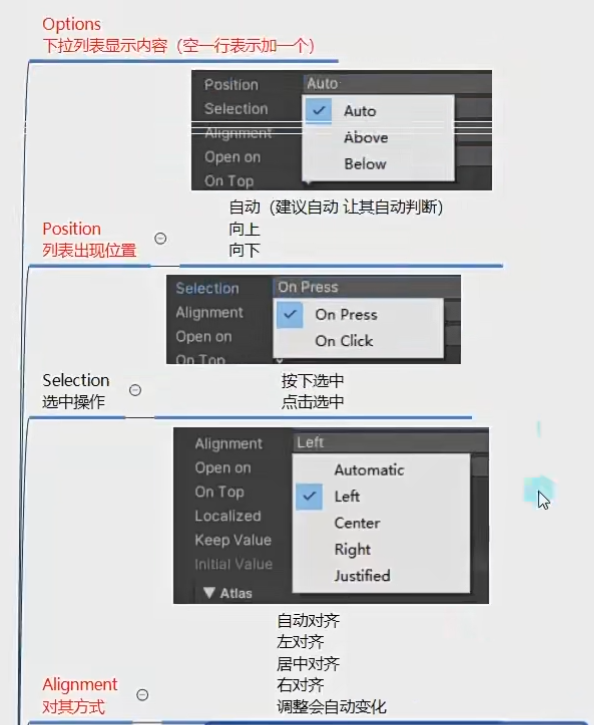 Options
下拉列表显示内容（空一行表示加一个）
Position Auto
Selection
Auto
Alignment
Above
Open on
Below
On Top
自动（建议自动 让其自动判断）
向上
向下
Position
列表出现位置
Selection On Press
Alignment
On Press
Open on
On Click
On Top
Selection
选中操作
按下选中
点击选中
Alignment Left
Open on
Automatic
On Top
Left
Localized
Center
Keep Value
Right
Initial Value
Justified
▼ Atlas
自动对齐
左对齐
居中对齐
右对齐
调整会自动变化
Alignment
对其方式